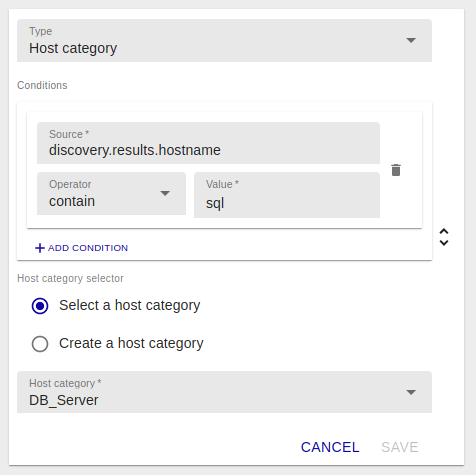 Type
Host category
Conditions
Source *
discovery.results.hostname
Operator
contain
Value *
sql
+ ADD CONDITION
Host category selector
Select a host category
Create a host category
Host category *
DB_Server
CANCEL SAVE